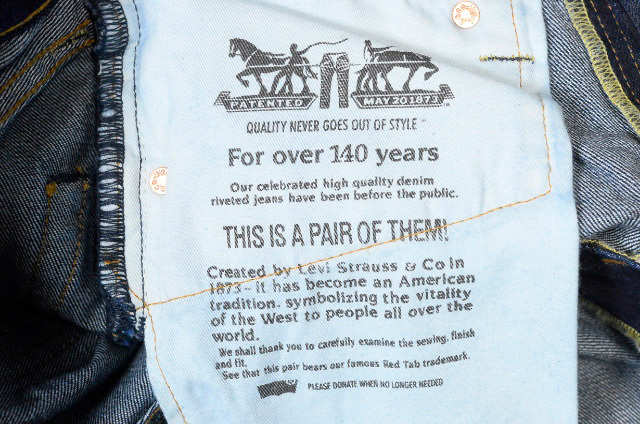 PATENTED MAY 20 1873
QUALITY NEVER GOES OUT OF STYLE™
For over 140 years
Our celebrated high quality denim
riveted jeans have been before the public.
THIS IS A PAIR OF THEM!
Created by Levi Strauss & Co in
1873~ it has become an American
tradition. symbolizing the vitality
of the West to people all over the
world.
We shall thank you to carefully examine the sewing, finish
and fit.
See that this pair bears our famous Red Tab trademark.
PLEASE DONATE WHEN NO LONGER NEEDED